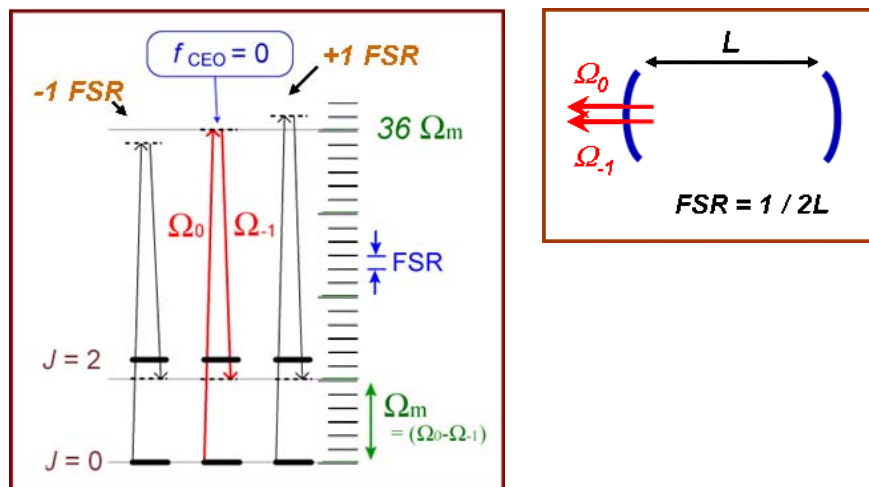 f CEO = 0
+1 FSR
-1 FSR
36 Ωm
Ω0
Ω-1
FSR
J = 2
Ωm
= (Ω0-Ω-1)
J = 0
L
Ω0
Ω-1
FSR = 1 / 2L